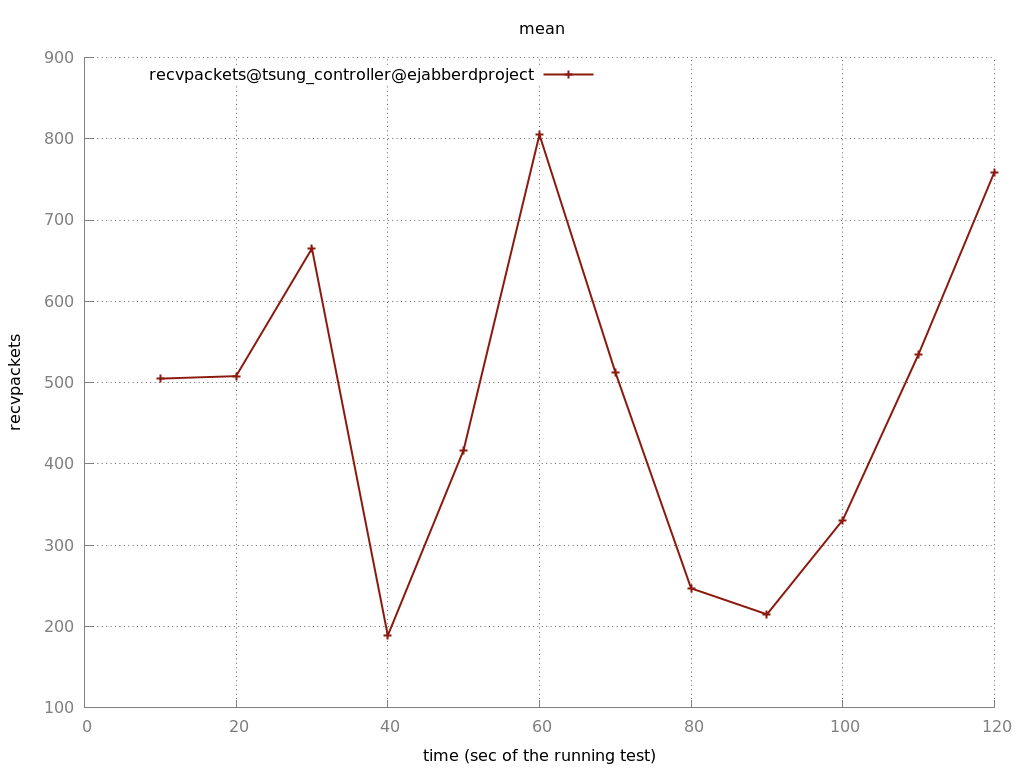 mean
900
recvpackets@tsung_controller@ejabberdproject
800
700
600
500
400
300
200
100
recvpackets
0 20 40 60 80 100 120
time (sec of the running test)